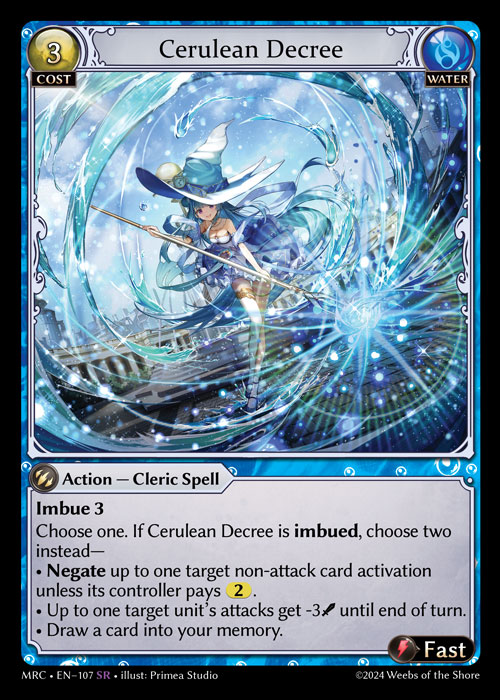 3
Cerulean Decree
COST
WATER
Action — Cleric Spell
Imbue 3
Choose one. If Cerulean Decree is imbued, choose two
instead—
• Negate up to one target non-attack card activation
unless its controller pays 2.
• Up to one target unit's attacks get -3 until end of turn.
• Draw a card into your memory.
Fast
MRC • EN–107 SR • illust: Primea Studio
©2024 Weebs of the Shore